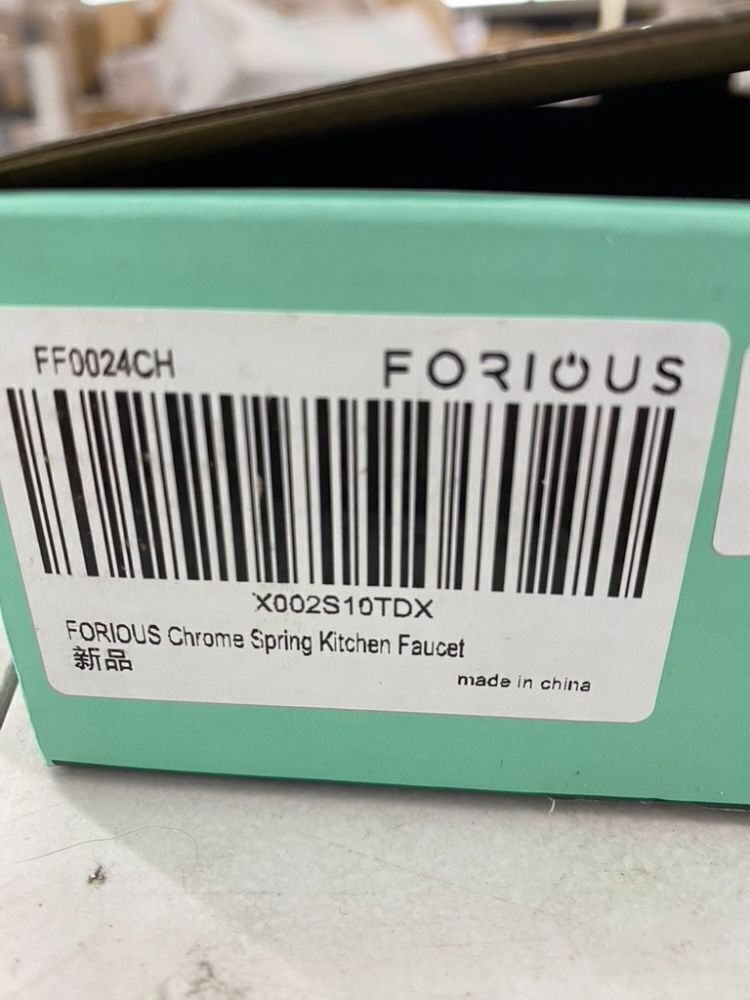 FF0024CH FORIOUS
X002S10TDX
FORIOUS Chrome Spring Kitchen Faucet
新品
made in china